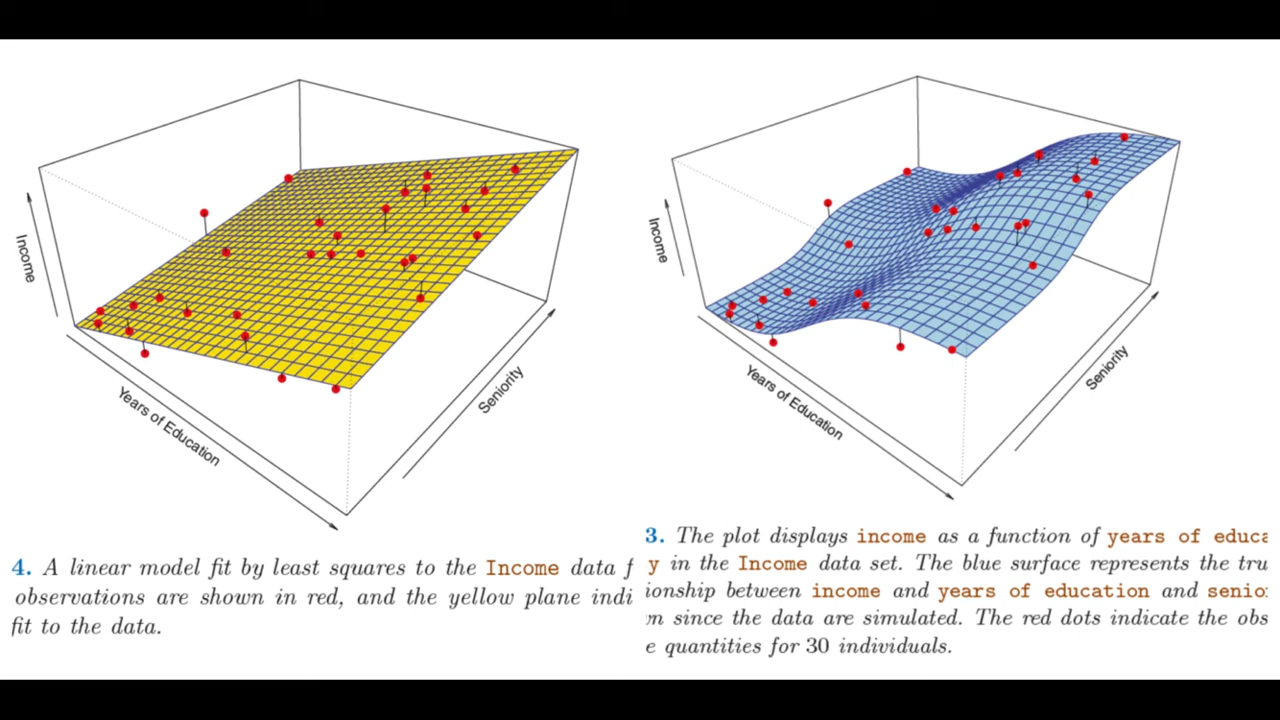 Income
Years of Education
Seniority
4. A linear model fit by least squares to the Income data f
observations are shown in red, and the yellow plane indi
fit to the data.
Income
Years of Education
Seniority
3. The plot displays income as a function of years of educa
y in the Income data set. The blue surface represents the tru
ionship between income and years of education and senio
n since the data are simulated. The red dots indicate the obs
e quantities for 30 individuals.